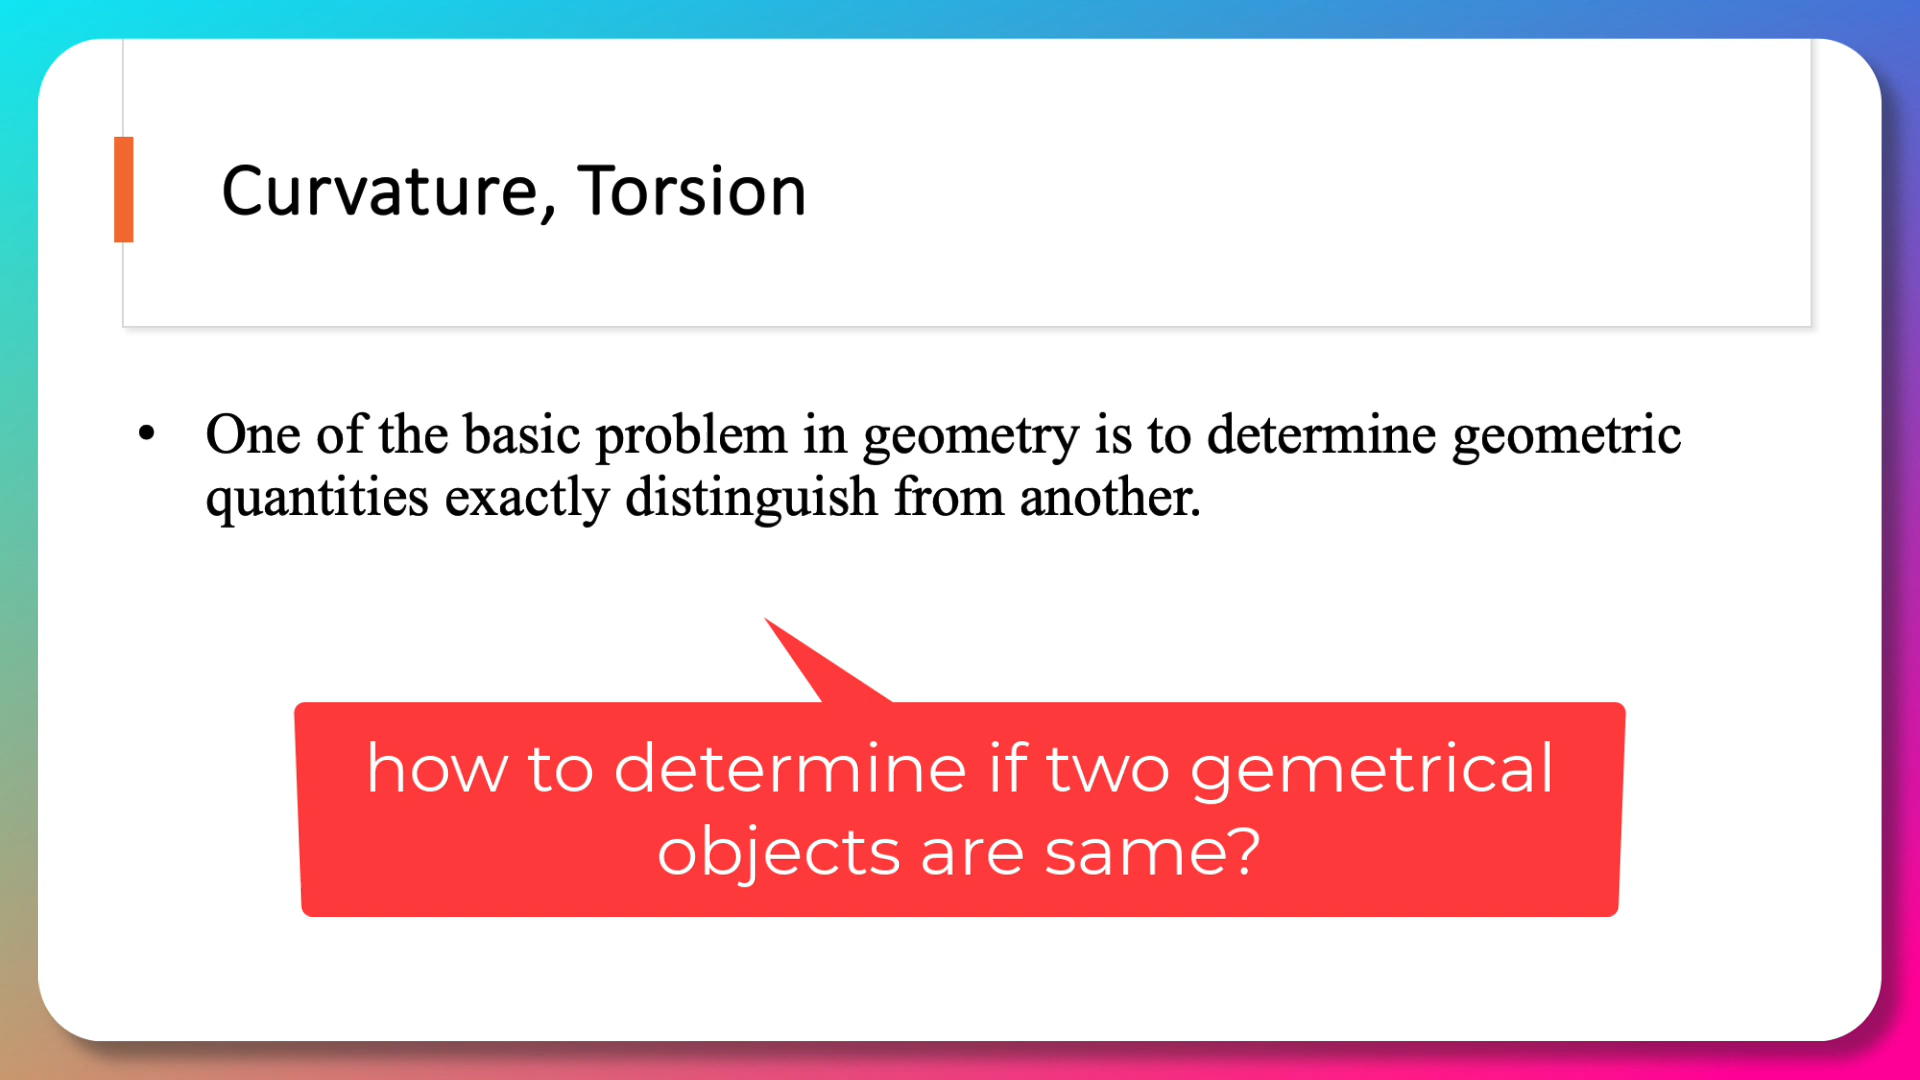 Curvature, Torsion
• One of the basic problem in geometry is to determine geometric
quantities exactly distinguish from another.
how to determine if two gemetrical
objects are same?